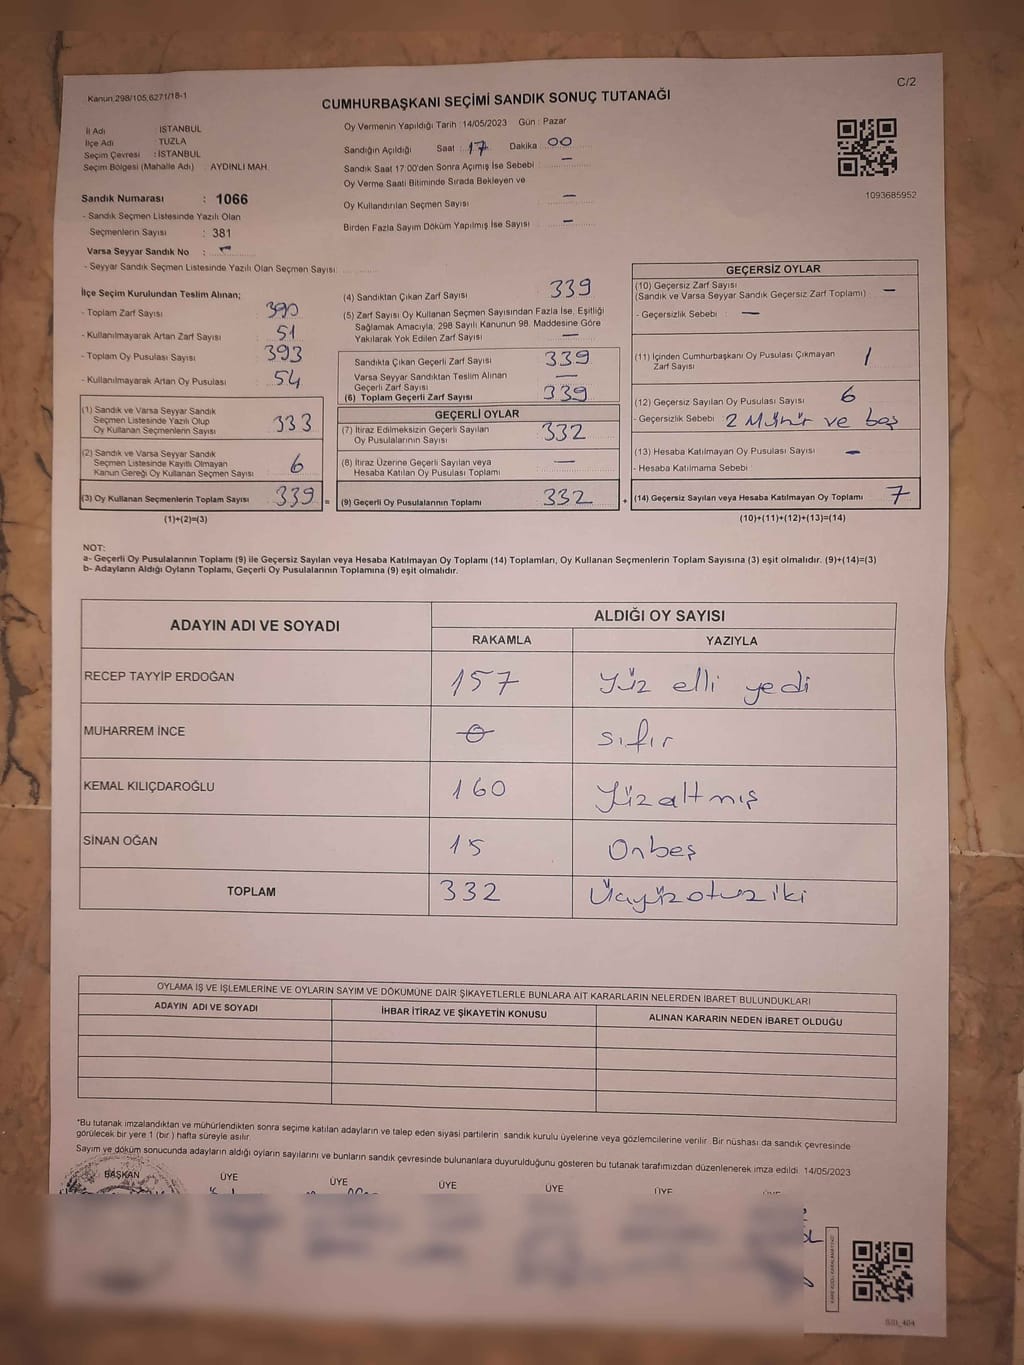 Kanun:298/105,6271/18-1
C/2
CUMHURBAŞKANI SEÇİMİ SANDIK SONUÇ TUTANAĞI
İl Adı : İSTANBUL
İlçe Adı : TUZLA
Seçim Çevresi : İSTANBUL
Seçim Bölgesi (Mahalle Adı) : AYDINLI MAH.
Oy Vermenin Yapıldığı Tarih :14/05/2023 Gün : Pazar
Sandığın Açıldığı Saat : 17 Dakika : 00
Sandık Saat 17.00'den Sonra Açımış İse Sebebi : —
Oy Verme Saati Bitiminde Sırada Bekleyen ve
Oy Kullandırılan Seçmen Sayısı : —
Birden Fazla Sayım Döküm Yapılmış İse Sayısı : —
1093685952
Sandık Numarası : 1066
- Sandık Seçmen Listesinde Yazılı Olan
Seçmenlerin Sayısı : 381
Varsa Seyyar Sandık No : —
- Seyyar Sandık Seçmen Listesinde Yazılı Olan Seçmen Sayısı:
İlçe Seçim Kurulundan Teslim Alınan;
- Toplam Zarf Sayısı : 390
- Kullanılmayarak Artan Zarf Sayısı : 51
- Toplam Oy Pusulası Sayısı : 393
- Kullanılmayarak Artan Oy Pusulası : 54
(1) Sandık ve Varsa Seyyar Sandık
Seçmen Listesinde Yazılı Olup
Oy Kullanan Seçmenlerin Sayısı : 333
(2) Sandık ve Varsa Seyyar Sandık
Seçmen Listesinde Kayıtlı Olmayan
Kanun Gereği Oy Kullanan Seçmen Sayısı : 6
(3) Oy Kullanan Seçmenlerin Toplam Sayısı : 339 =
(1)+(2)=(3)
(4) Sandıktan Çıkan Zarf Sayısı : 339
(5) Zarf Sayısı Oy Kullanan Seçmen Sayısından Fazla İse, Eşitliği
Sağlamak Amacıyla; 298 Sayılı Kanunun 98. Maddesine Göre
Yakılarak Yok Edilen Zarf Sayısı : —
Sandıkta Çıkan Geçerli Zarf Sayısı : 339
Varsa Seyyar Sandıktan Teslim Alınan
Geçerli Zarf Sayısı : —
(6) Toplam Geçerli Zarf Sayısı : 339
GEÇERLİ OYLAR
(7) İtiraz Edilmeksizin Geçerli Sayılan
Oy Pusulalarının Sayısı : 332
(8) İtiraz Üzerine Geçerli Sayılan veya
Hesaba Katılan Oy Pusulası Toplamı : —
(9) Geçerli Oy Pusulalarının Toplamı : 332 +
GEÇERSİZ OYLAR
(10) Geçersiz Zarf Sayısı
(Sandık ve Varsa Seyyar Sandık Geçersiz Zarf Toplamı) : —
- Geçersizlik Sebebi : —
(11) İçinden Cumhurbaşkanı Oy Pusulası Çıkmayan
Zarf Sayısı : 1
(12) Geçersiz Sayılan Oy Pusulası Sayısı : 6
- Geçersizlik Sebebi : 2 Mühür ve boş
(13) Hesaba Katılmayan Oy Pusulası Sayısı : —
- Hesaba Katılmama Sebebi :
(14) Geçersiz Sayılan veya Hesaba Katılmayan Oy Toplamı : 7
(10)+(11)+(12)+(13)=(14)
NOT:
a- Geçerli Oy Pusulalarının Toplamı (9) ile Geçersiz Sayılan veya Hesaba Katılmayan Oy Toplamı (14) Toplamları, Oy Kullanan Seçmenlerin Toplam Sayısına (3) eşit olmalıdır. (9)+(14)=(3)
b- Adayların Aldığı Oyların Toplamı, Geçerli Oy Pusulalarının Toplamına (9) eşit olmalıdır.
ADAYIN ADI VE SOYADI
ALDIĞI OY SAYISI
RAKAMLA YAZIYLA
RECEP TAYYİP ERDOĞAN 157 Yüz elli yedi
MUHARREM İNCE 0 sıfır
KEMAL KILIÇDAROĞLU 160 Yüzaltmış
SİNAN OĞAN 15 Onbeş
TOPLAM 332 Üçyüzotuziki
OYLAMA İŞ VE İŞLEMLERİNE VE OYLARIN SAYIM VE DÖKÜMÜNE DAİR ŞİKAYETLERLE BUNLARA AİT KARARLARIN NELERDEN İBARET BULUNDUKLARI
ADAYIN ADI VE SOYADI İHBAR İTİRAZ VE ŞİKAYETİN KONUSU ALINAN KARARIN NEDEN İBARET OLDUĞU
*Bu tutanak imzalandıktan ve mühürlendikten sonra seçime katılan adayların ve talep eden siyasi partilerin sandık kurulu üyelerine veya gözlemcilerine verilir. Bir nüshası da sandık çevresinde
görülecek bir yere 1 (bir ) hafta süreyle asılır.
Sayım ve döküm sonucunda adayların aldığı oyların sayılarını ve bunların sandık çevresinde bulunanlara duyurulduğunu gösteren bu tutanak tarafımızdan düzenlenerek imza edildi. 14/05/2023
BAŞKAN ÜYE ÜYE ÜYE ÜYE ÜYE